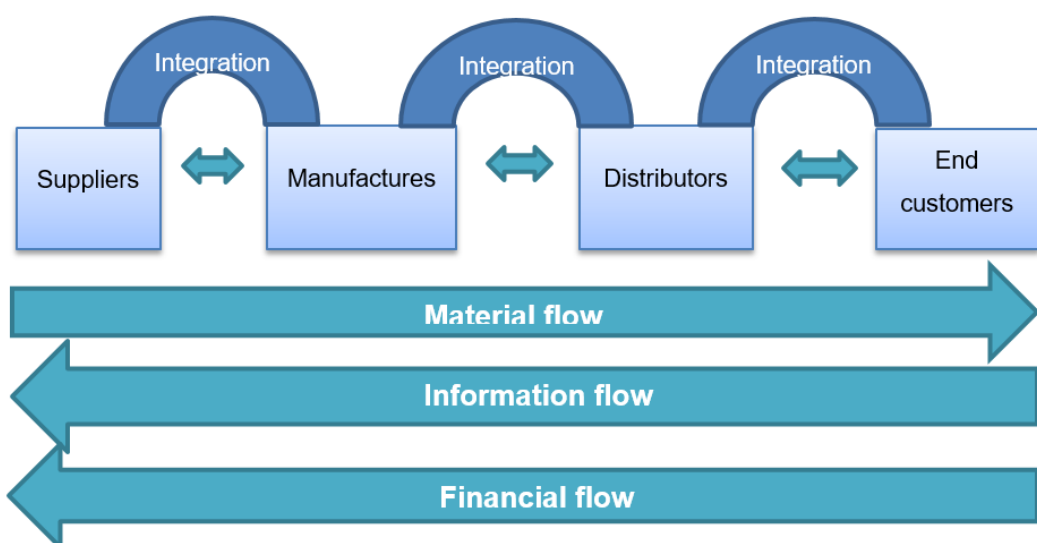 Integration
Integration
Integration
Suppliers
Manufactures
Distributors
End
customers
Material flow
Information flow
Financial flow